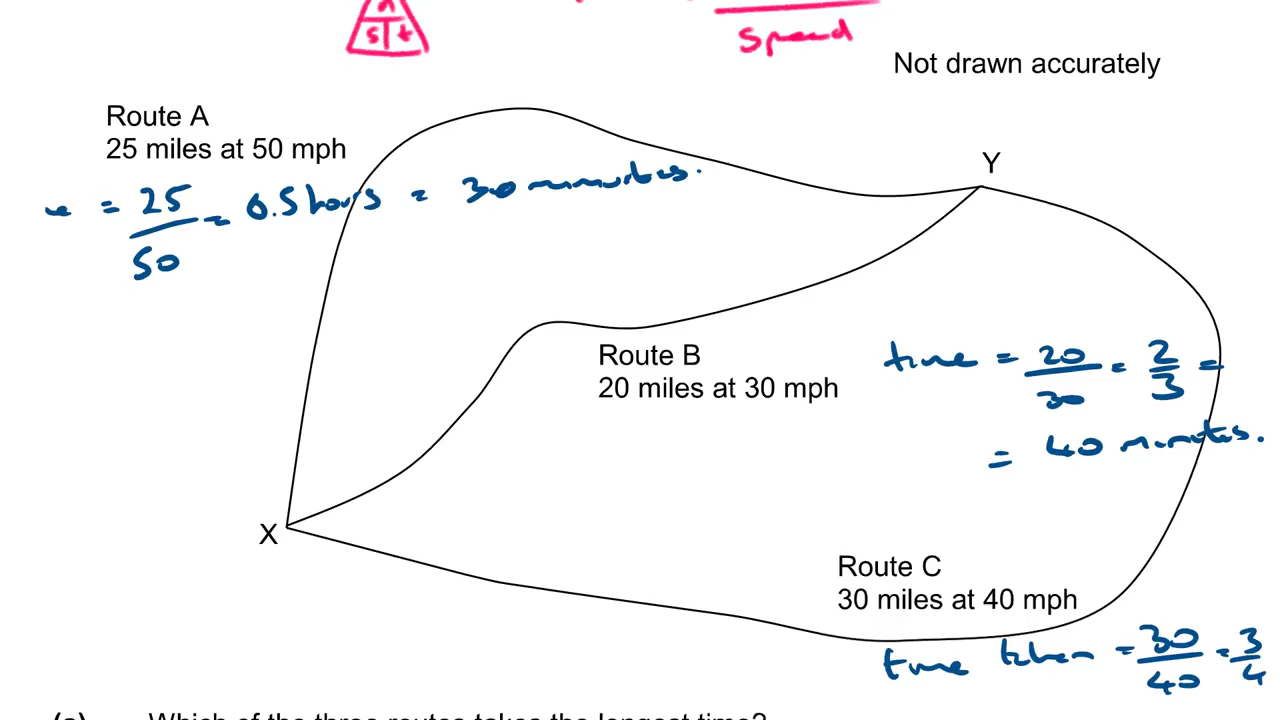 s t
Speed
Not drawn accurately
Route A
25 miles at 50 mph
= 25/50 = 0.5 hours = 30 minutes.
Y
Route B
20 miles at 30 mph
time = 20/30 = 2/3 =
= 40 minutes.
X
Route C
30 miles at 40 mph
time taken = 30/40 = 3/4
(a) Which of the three routes takes the longest time?